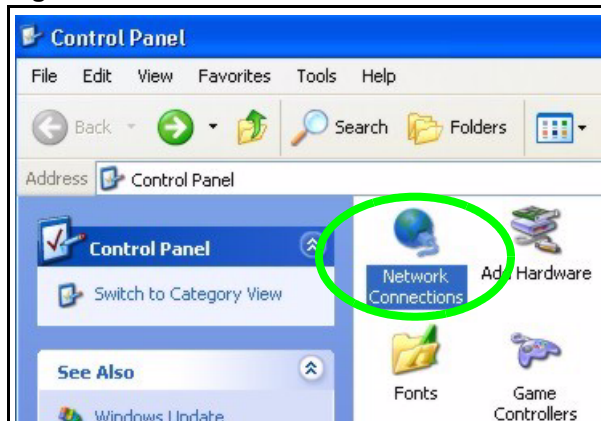 Control Panel
File Edit View Favorites Tools Help
Back Search Folders
Address Control Panel
Control Panel
Switch to Category View
See Also
Windows Update
Network Connections
Add Hardware
Fonts
Game Controllers